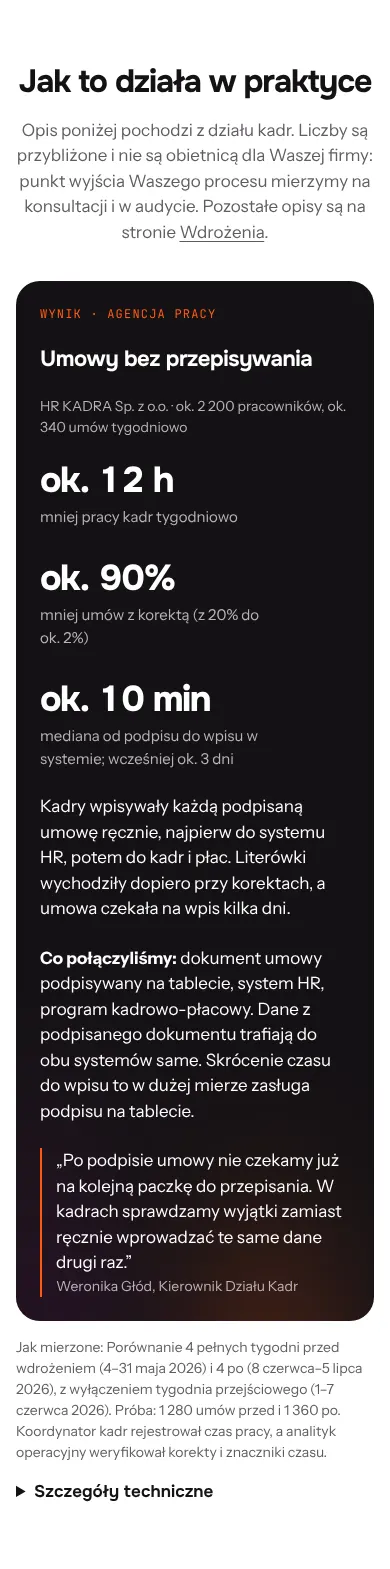 Jak to działa w praktyce
Opis poniżej pochodzi z działu kadr. Liczby są
przybliżone i nie są obietnicą dla Waszej firmy:
punkt wyjścia Waszego procesu mierzymy na
konsultacji i w audycie. Pozostałe opisy są na
stronie Wdrożenia.
WYNIK · AGENCJA PRACY
Umowy bez przepisywania
HR KADRA Sp. z o.o. · ok. 2 200 pracowników, ok.
340 umów tygodniowo
ok. 12 h
mniej pracy kadr tygodniowo
ok. 90%
mniej umów z korektą (z 20% do
ok. 2%)
ok. 10 min
mediana od podpisu do wpisu w
systemie; wcześniej ok. 3 dni
Kadry wpisywały każdą podpisaną
umowę ręcznie, najpierw do systemu
HR, potem do kadr i płac. Literówki
wychodziły dopiero przy korektach, a
umowa czekała na wpis kilka dni.
Co połączyliśmy: dokument umowy
podpisywany na tablecie, system HR,
program kadrowo-płacowy. Dane z
podpisanego dokumentu trafiają do
obu systemów same. Skrócenie czasu
do wpisu to w dużej mierze zasługa
podpisu na tablecie.
„Po podpisie umowy nie czekamy już
na kolejną paczkę do przepisania. W
kadrach sprawdzamy wyjątki zamiast
ręcznie wprowadzać te same dane
drugi raz.”
Weronika Głód, Kierownik Działu Kadr
Jak mierzone: Porównanie 4 pełnych tygodni przed
wdrożeniem (4–31 maja 2026) i 4 po (8 czerwca–5 lipca
2026), z wyłączeniem tygodnia przejściowego (1–7
czerwca 2026). Próba: 1 280 umów przed i 1 360 po.
Koordynator kadr rejestrował czas pracy, a analityk
operacyjny weryfikował korekty i znaczniki czasu.
▶ Szczegóły techniczne